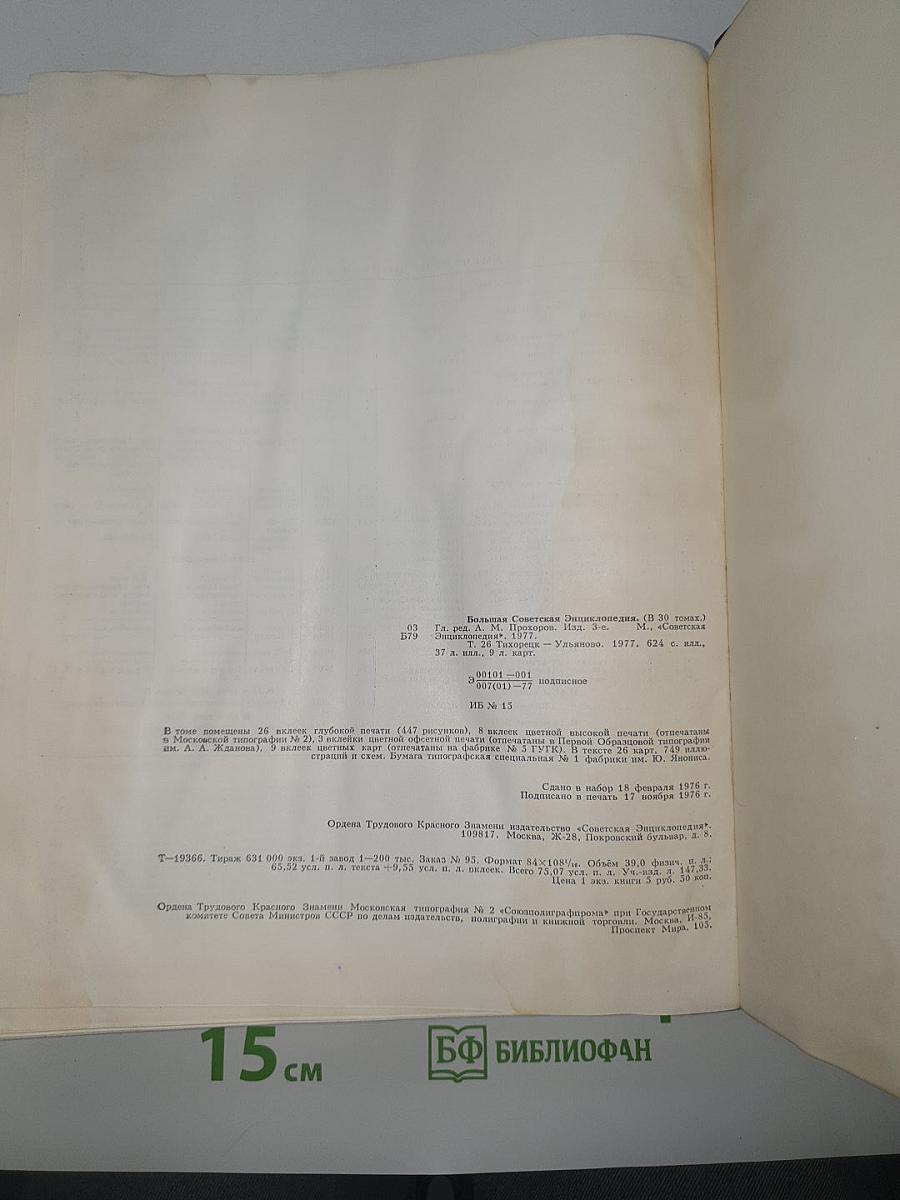 Большая Советская Энциклопедия. (В 30 томах.)
03 Гл. ред. А. М. Прохоров. Изд. 3-е. М., «Советская
Б79 Энциклопедия». 1977.
Т. 26 Тихорецк — Ульяново. 1977. 624 с. илл.,
37 л. илл., 9 л. карт.
00101—001
Э подписное
007(01)—77
ИБ № 15
В томе помещены 26 вклеек глубокой печати (447 рисунков), 8 вклеек цветной высокой печати (отпечатаны
в Московской типографии № 2), 3 вклейки цветной офсетной печати (отпечатаны в Первой Образцовой типографии
им. А. А. Жданова), 9 вклеек цветных карт (отпечатаны на фабрике № 5 ГУГК). В тексте 26 карт, 749 иллю-
страций и схем. Бумага типографская специальная № 1 фабрики им. Ю. Янониса.
Сдано в набор 18 февраля 1976 г.
Подписано в печать 17 ноября 1976 г.
Ордена Трудового Красного Знамени издательство «Советская Энциклопедия».
109817. Москва, Ж-28, Покровский бульвар, д. 8.
Т—19366. Тираж 631 000 экз. 1-й завод 1—200 тыс. Заказ № 95. Формат 84×108¹/₁₆. Объём 39,0 физич. п. л.;
65,52 усл. п. л. текста +9,55 усл. п. л. вклеек. Всего 75,07 усл. п. л. Уч.-изд. л. 147,33.
Цена 1 экз. книги 5 руб. 50 коп.
Ордена Трудового Красного Знамени Московская типография № 2 «Союзполиграфпрома» при Государственном
комитете Совета Министров СССР по делам издательств, полиграфии и книжной торговли. Москва, И-85,
Проспект Мира, 105.
15 см
БФ БИБЛИОФАН